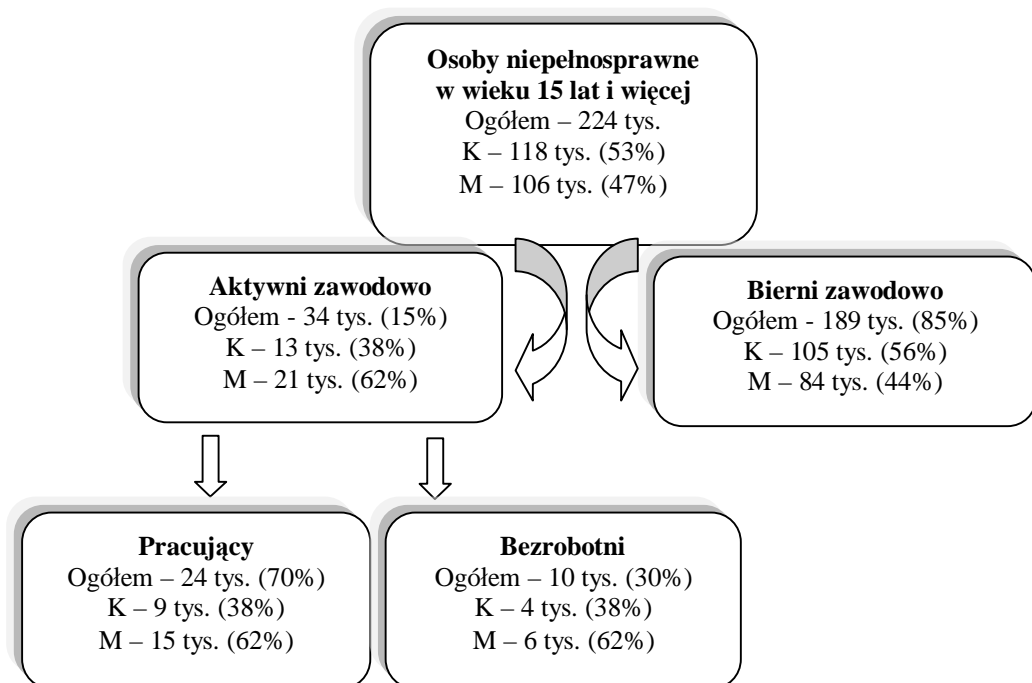 Osoby niepełnosprawne
w wieku 15 lat i więcej
Ogółem – 224 tys.
K – 118 tys. (53%)
M – 106 tys. (47%)
Aktywni zawodowo
Ogółem - 34 tys. (15%)
K – 13 tys. (38%)
M – 21 tys. (62%)
Bierni zawodowo
Ogółem - 189 tys. (85%)
K – 105 tys. (56%)
M – 84 tys. (44%)
Pracujący
Ogółem – 24 tys. (70%)
K – 9 tys. (38%)
M – 15 tys. (62%)
Bezrobotni
Ogółem – 10 tys. (30%)
K – 4 tys. (38%)
M – 6 tys. (62%)